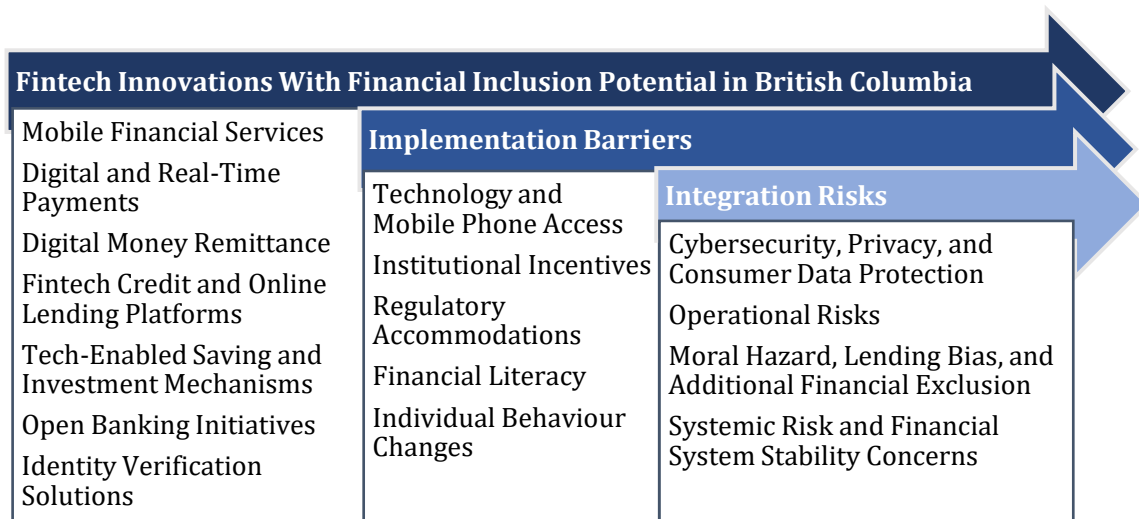 Fintech Innovations With Financial Inclusion Potential in British Columbia
Mobile Financial Services
Digital and Real-Time
Payments
Digital Money Remittance
Fintech Credit and Online
Lending Platforms
Tech-Enabled Saving and
Investment Mechanisms
Open Banking Initiatives
Identity Verification
Solutions
Implementation Barriers
Technology and
Mobile Phone Access
Institutional Incentives
Regulatory
Accommodations
Financial Literacy
Individual Behaviour
Changes
Integration Risks
Cybersecurity, Privacy, and
Consumer Data Protection
Operational Risks
Moral Hazard, Lending Bias, and
Additional Financial Exclusion
Systemic Risk and Financial
System Stability Concerns